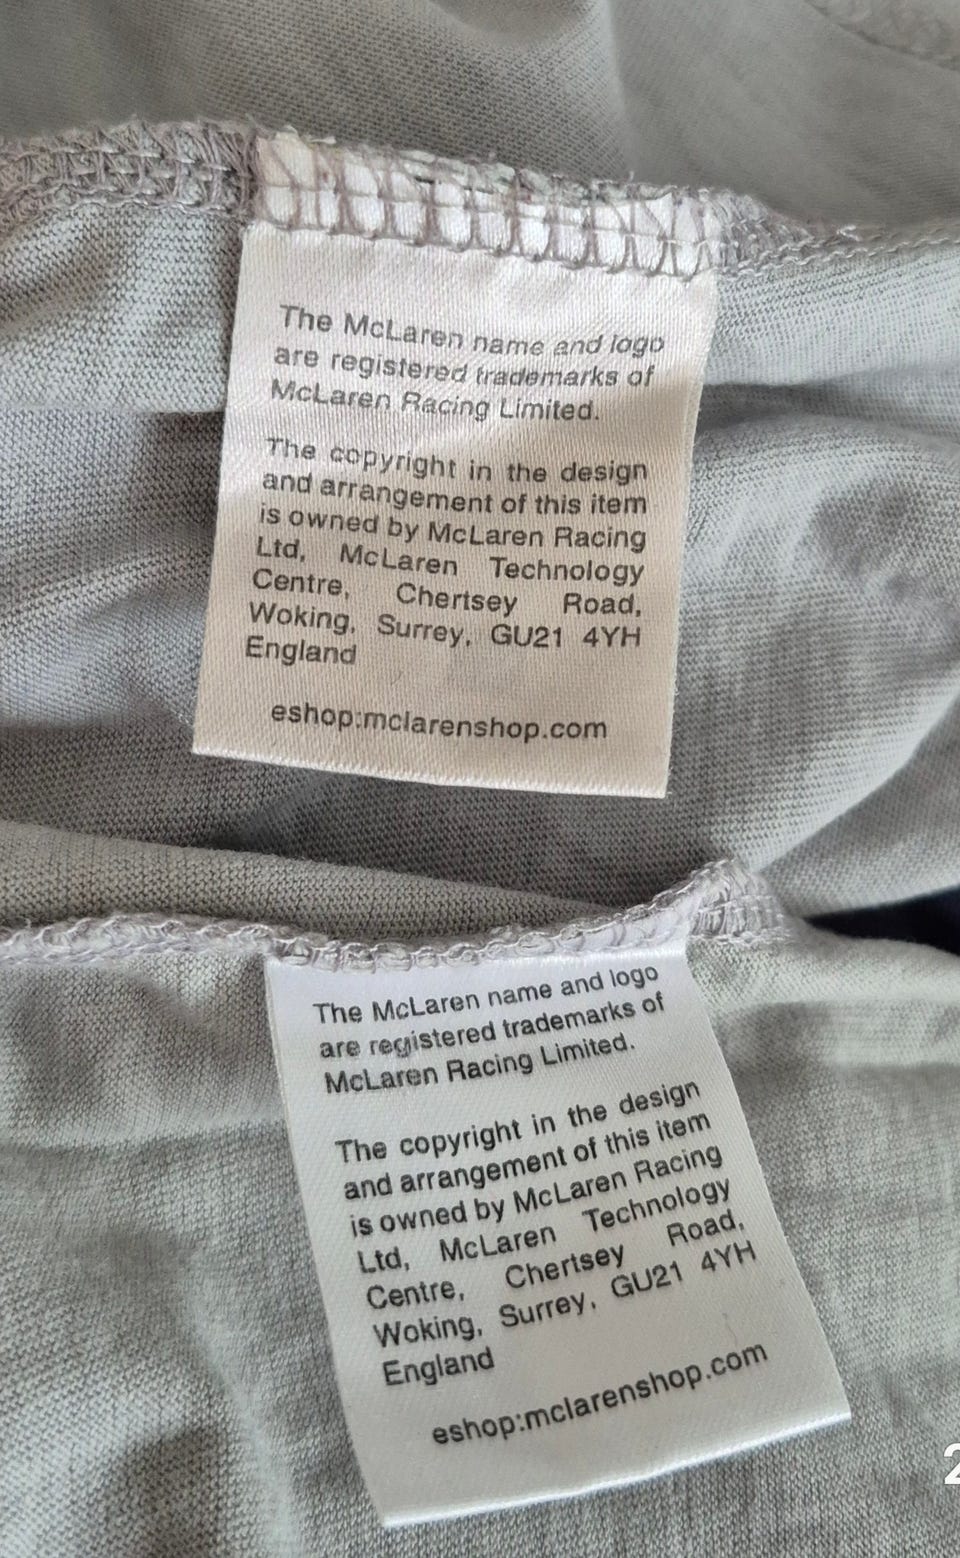 The McLaren name and logo
are registered trademarks of
McLaren Racing Limited.
The copyright in the design
and arrangement of this item
is owned by McLaren Racing
Ltd, McLaren Technology
Centre, Chertsey Road,
Woking, Surrey, GU21 4YH
England
eshop:mclarenshop.com
The McLaren name and logo
are registered trademarks of
McLaren Racing Limited.
The copyright in the design
and arrangement of this item
is owned by McLaren Racing
Ltd, McLaren Technology
Centre, Chertsey Road,
Woking, Surrey, GU21 4YH
England
eshop:mclarenshop.com
2